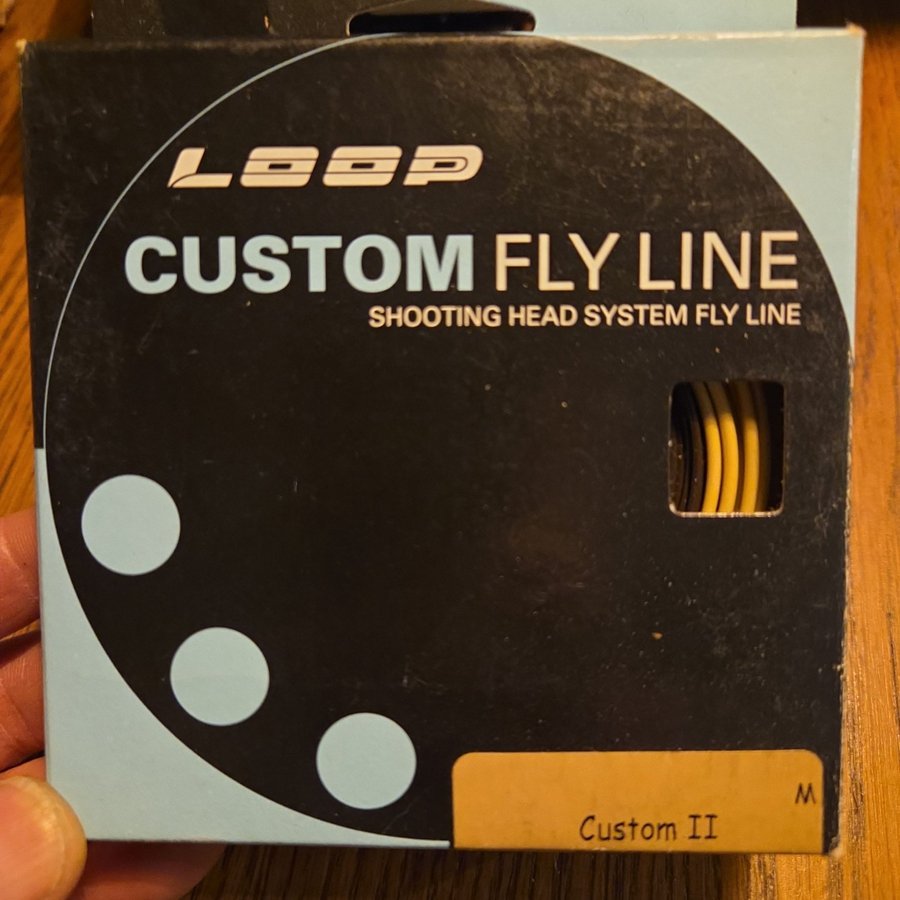 LOOP
CUSTOM FLY LINE
SHOOTING HEAD SYSTEM FLY LINE
W
Custom II